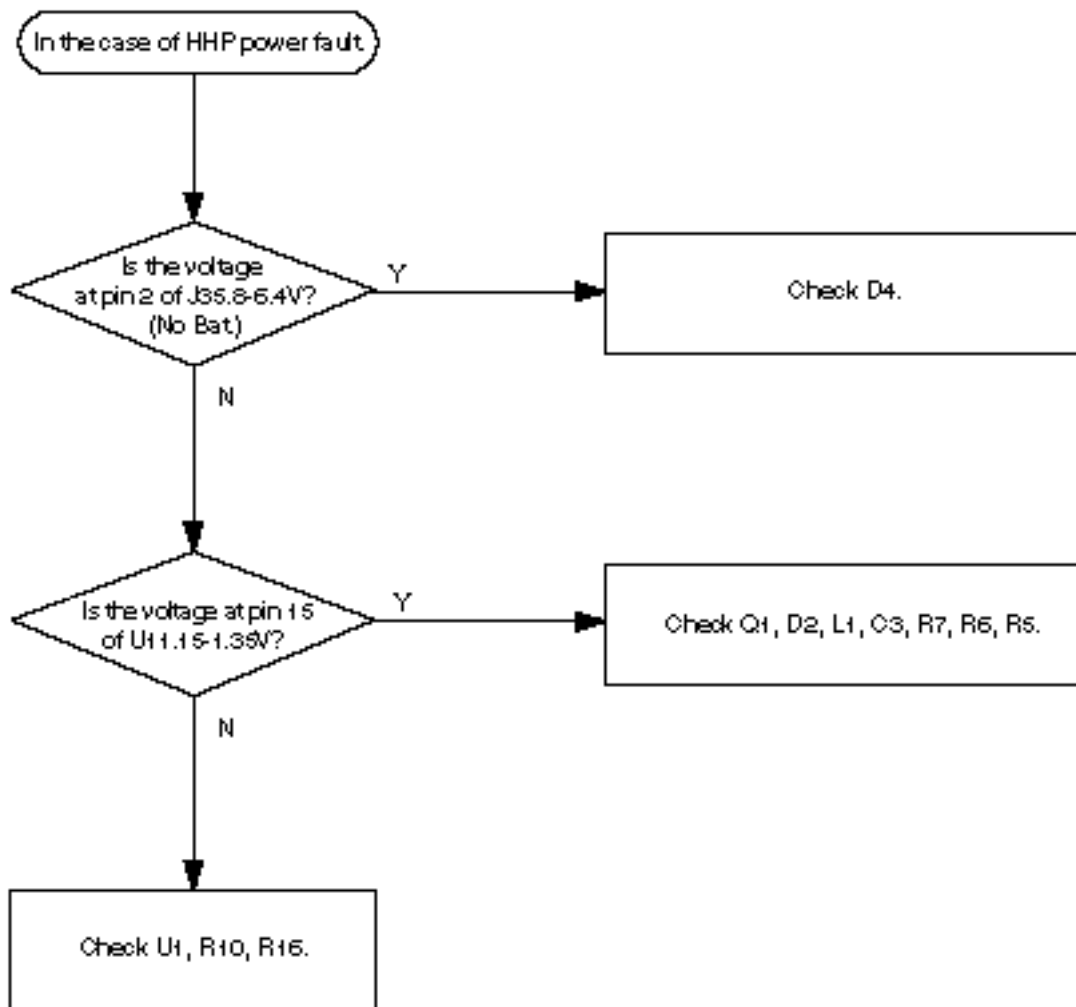 In the case of HHP power fault
Is the voltage
at pin 2 of J35.8-6.4V?
(No Bat.)
Y
Check D4.
N
Is the voltage at pin 15
of U11.15-1.35V?
Y
Check Q1, D2, L1, C3, R7, R6, R5.
N
Check U1, R10, R16.